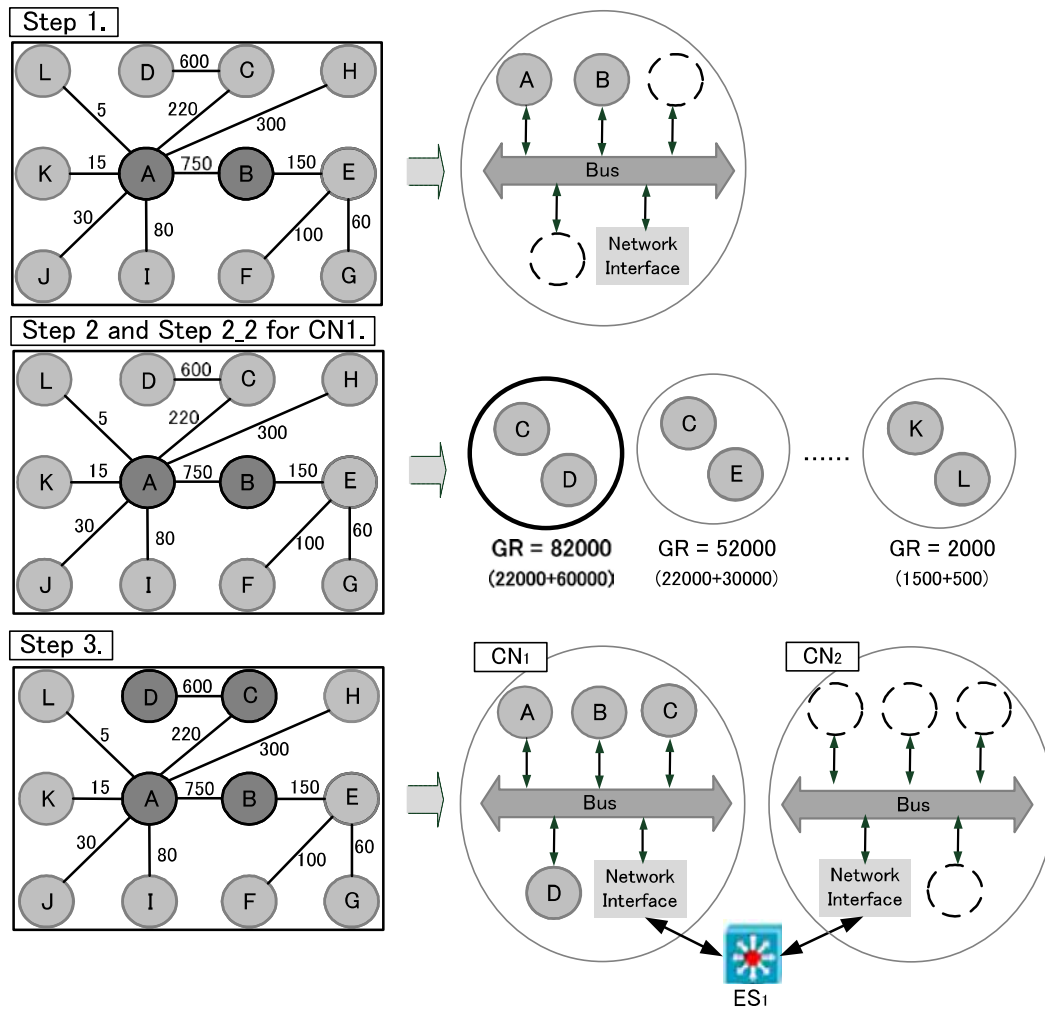 Step 1.
L D 600 C H
5 220 300
K 15 A 750 B 150 E
30 80 100 60
J I F G
A B
Bus
Network
Interface
Step 2 and Step 2_2 for CN1.
L D 600 C H
5 220 300
K 15 A 750 B 150 E
30 80 100 60
J I F G
C D
C E
......
K L
GR = 82000
(22000+60000)
GR = 52000
(22000+30000)
GR = 2000
(1500+500)
Step 3.
L D 600 C H
5 220 300
K 15 A 750 B 150 E
30 80 100 60
J I F G
CN1
A B C
Bus
D
Network
Interface
CN2
Bus
Network
Interface
ES1